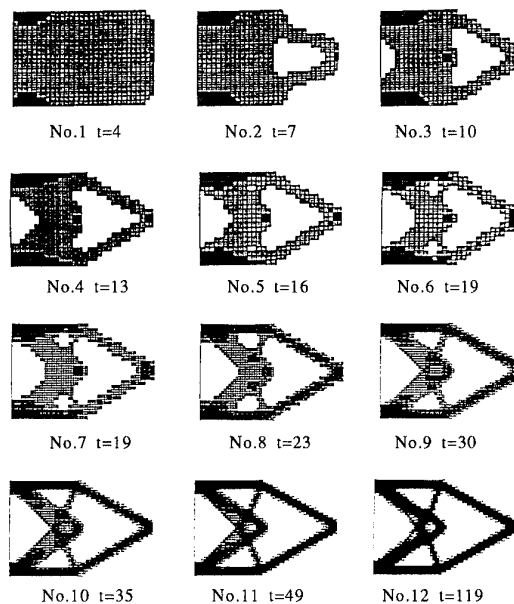 No.1 t=4
No.2 t=7
No.3 t=10
No.4 t=13
No.5 t=16
No.6 t=19
No.7 t=19
No.8 t=23
No.9 t=30
No.10 t=35
No.11 t=49
No.12 t=119